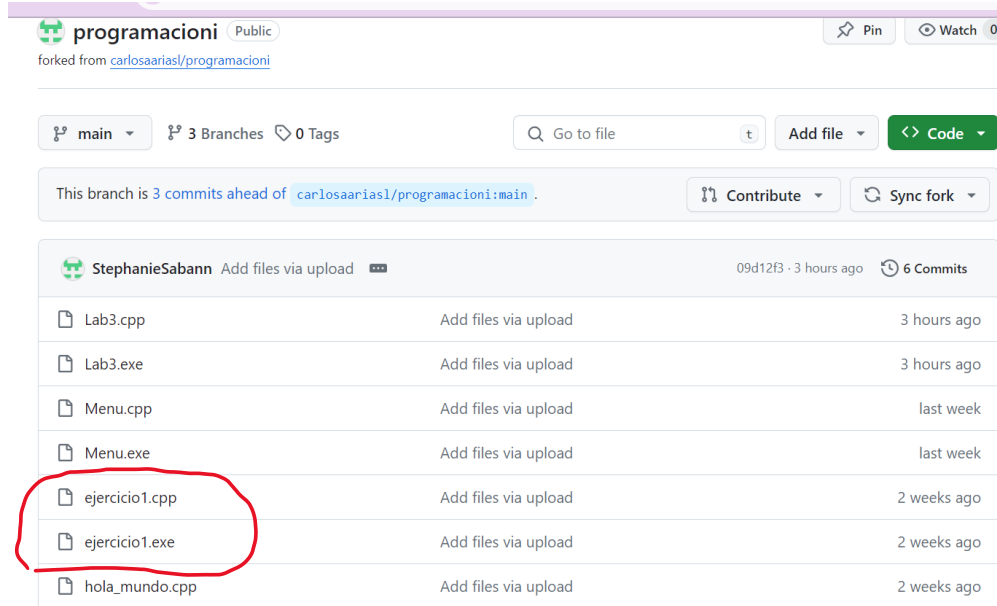 programacioni Public Pin Watch 0
forked from carlosaariasl/programacioni
main 3 Branches 0 Tags Go to file t Add file Code
This branch is 3 commits ahead of carlosaariasl/programacioni:main . Contribute Sync fork
StephanieSabann Add files via upload 09d12f3 · 3 hours ago 6 Commits
Lab3.cpp Add files via upload 3 hours ago
Lab3.exe Add files via upload 3 hours ago
Menu.cpp Add files via upload last week
Menu.exe Add files via upload last week
ejercicio1.cpp Add files via upload 2 weeks ago
ejercicio1.exe Add files via upload 2 weeks ago
hola_mundo.cpp Add files via upload 2 weeks ago